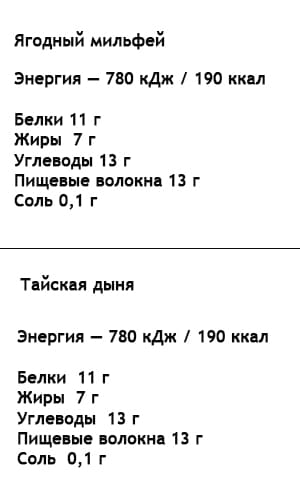 Ягодный мильфей
Энергия — 780 кДж / 190 ккал
Белки 11 г
Жиры 7 г
Углеводы 13 г
Пищевые волокна 13 г
Соль 0,1 г
Тайская дыня
Энергия — 780 кДж / 190 ккал
Белки 11 г
Жиры 7 г
Углеводы 13 г
Пищевые волокна 13 г
Соль 0,1 г